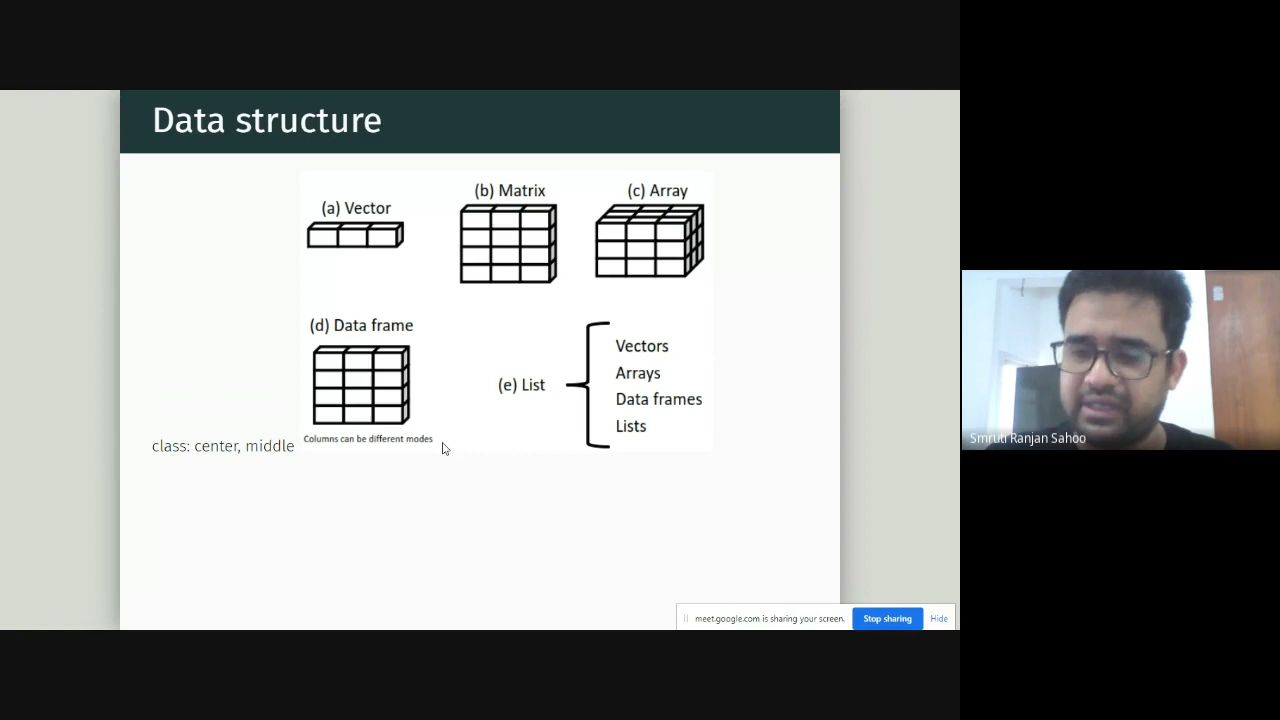 Data structure
(a) Vector
(b) Matrix
(c) Array
(d) Data frame
Columns can be different modes
(e) List
Vectors
Arrays
Data frames
Lists
class: center, middle
Smruti Ranjan Sahoo
meet.google.com is sharing your screen.
Stop sharing
Hide